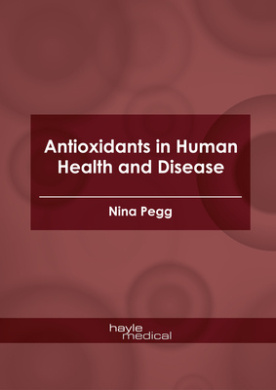 Antioxidants in Human
Health and Disease
Nina Pegg
hayle
medical